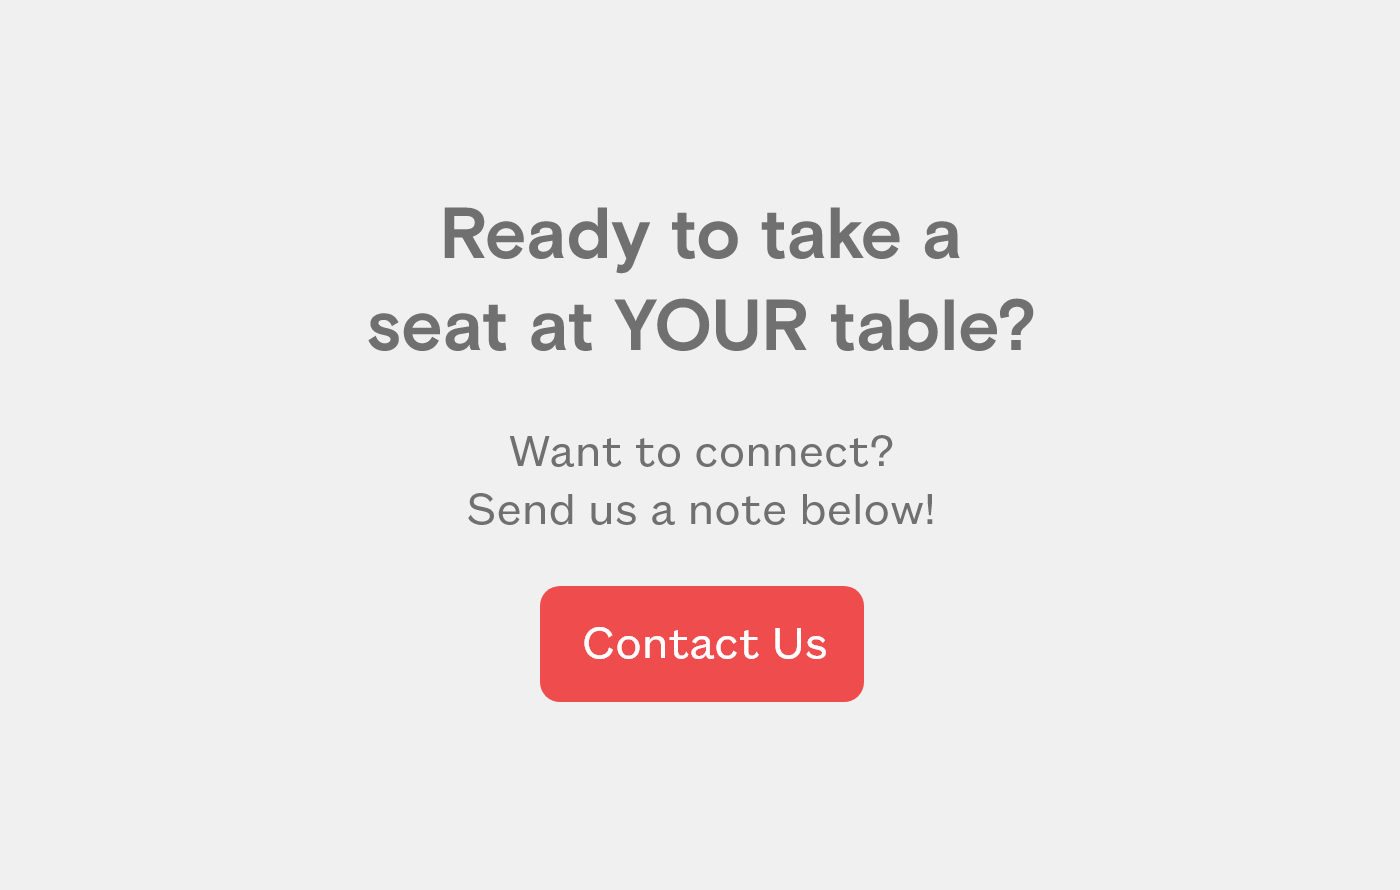 Ready to take a
seat at YOUR table?
Want to connect?
Send us a note below!
Contact Us